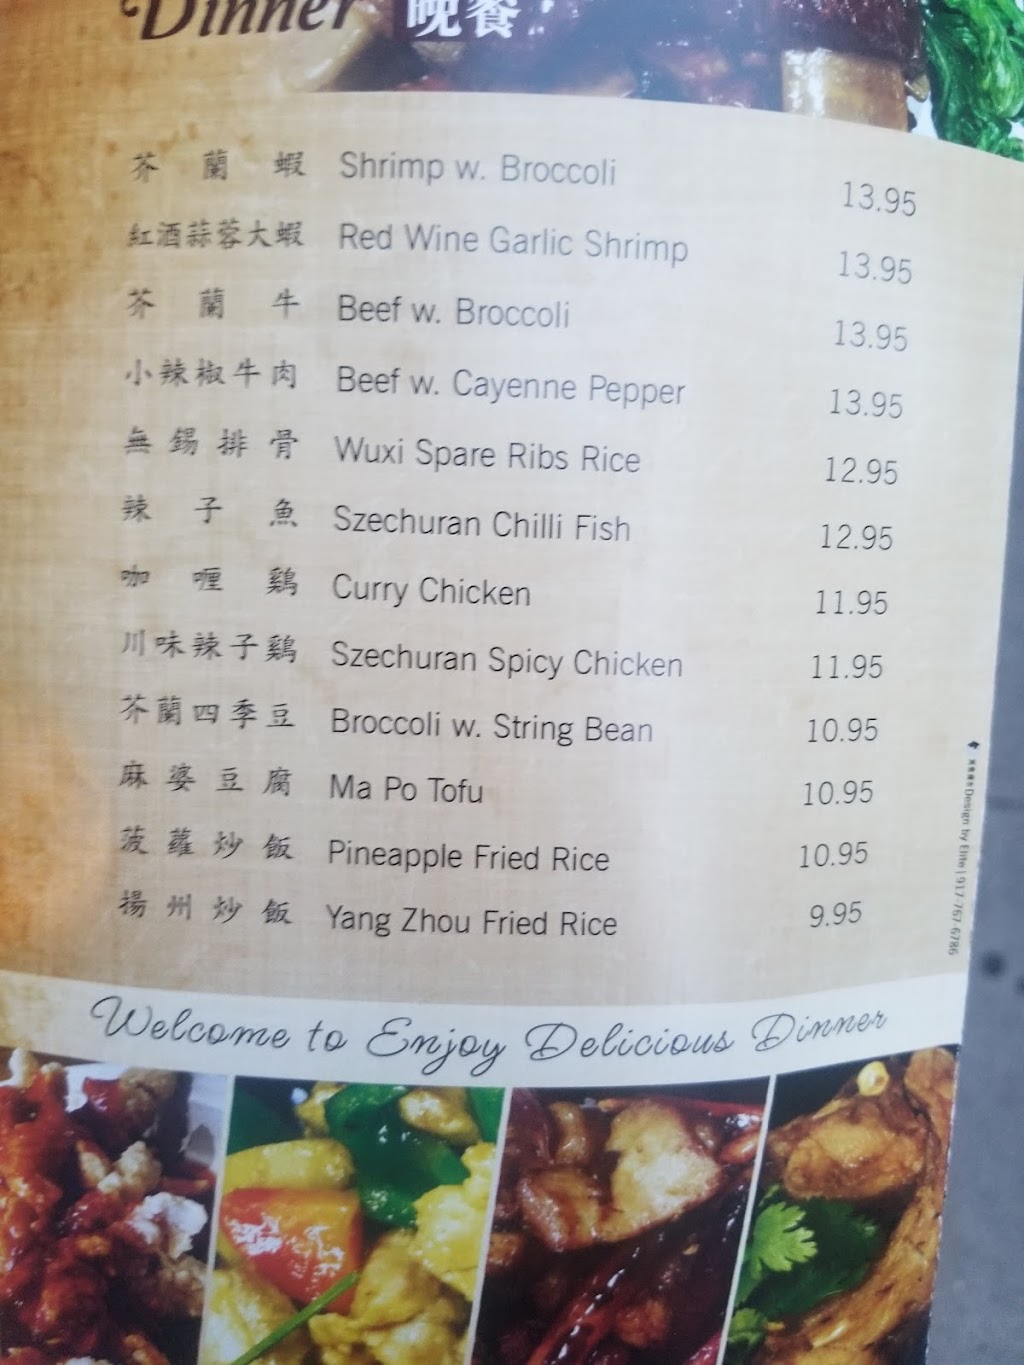 Dinner 晚餐
芥蘭蝦 Shrimp w. Broccoli 13.95
紅酒蒜蓉大蝦 Red Wine Garlic Shrimp 13.95
芥蘭牛 Beef w. Broccoli 13.95
小辣椒牛肉 Beef w. Cayenne Pepper 13.95
無錫排骨 Wuxi Spare Ribs Rice 12.95
辣子魚 Szechuran Chilli Fish 12.95
咖喱鷄 Curry Chicken 11.95
川味辣子鷄 Szechuran Spicy Chicken 11.95
芥蘭四季豆 Broccoli w. String Bean 10.95
麻婆豆腐 Ma Po Tofu 10.95
菠蘿炒飯 Pineapple Fried Rice 10.95
揚州炒飯 Yang Zhou Fried Rice 9.95
Design by Elite | 917-767-6786
Welcome to Enjoy Delicious Dinner